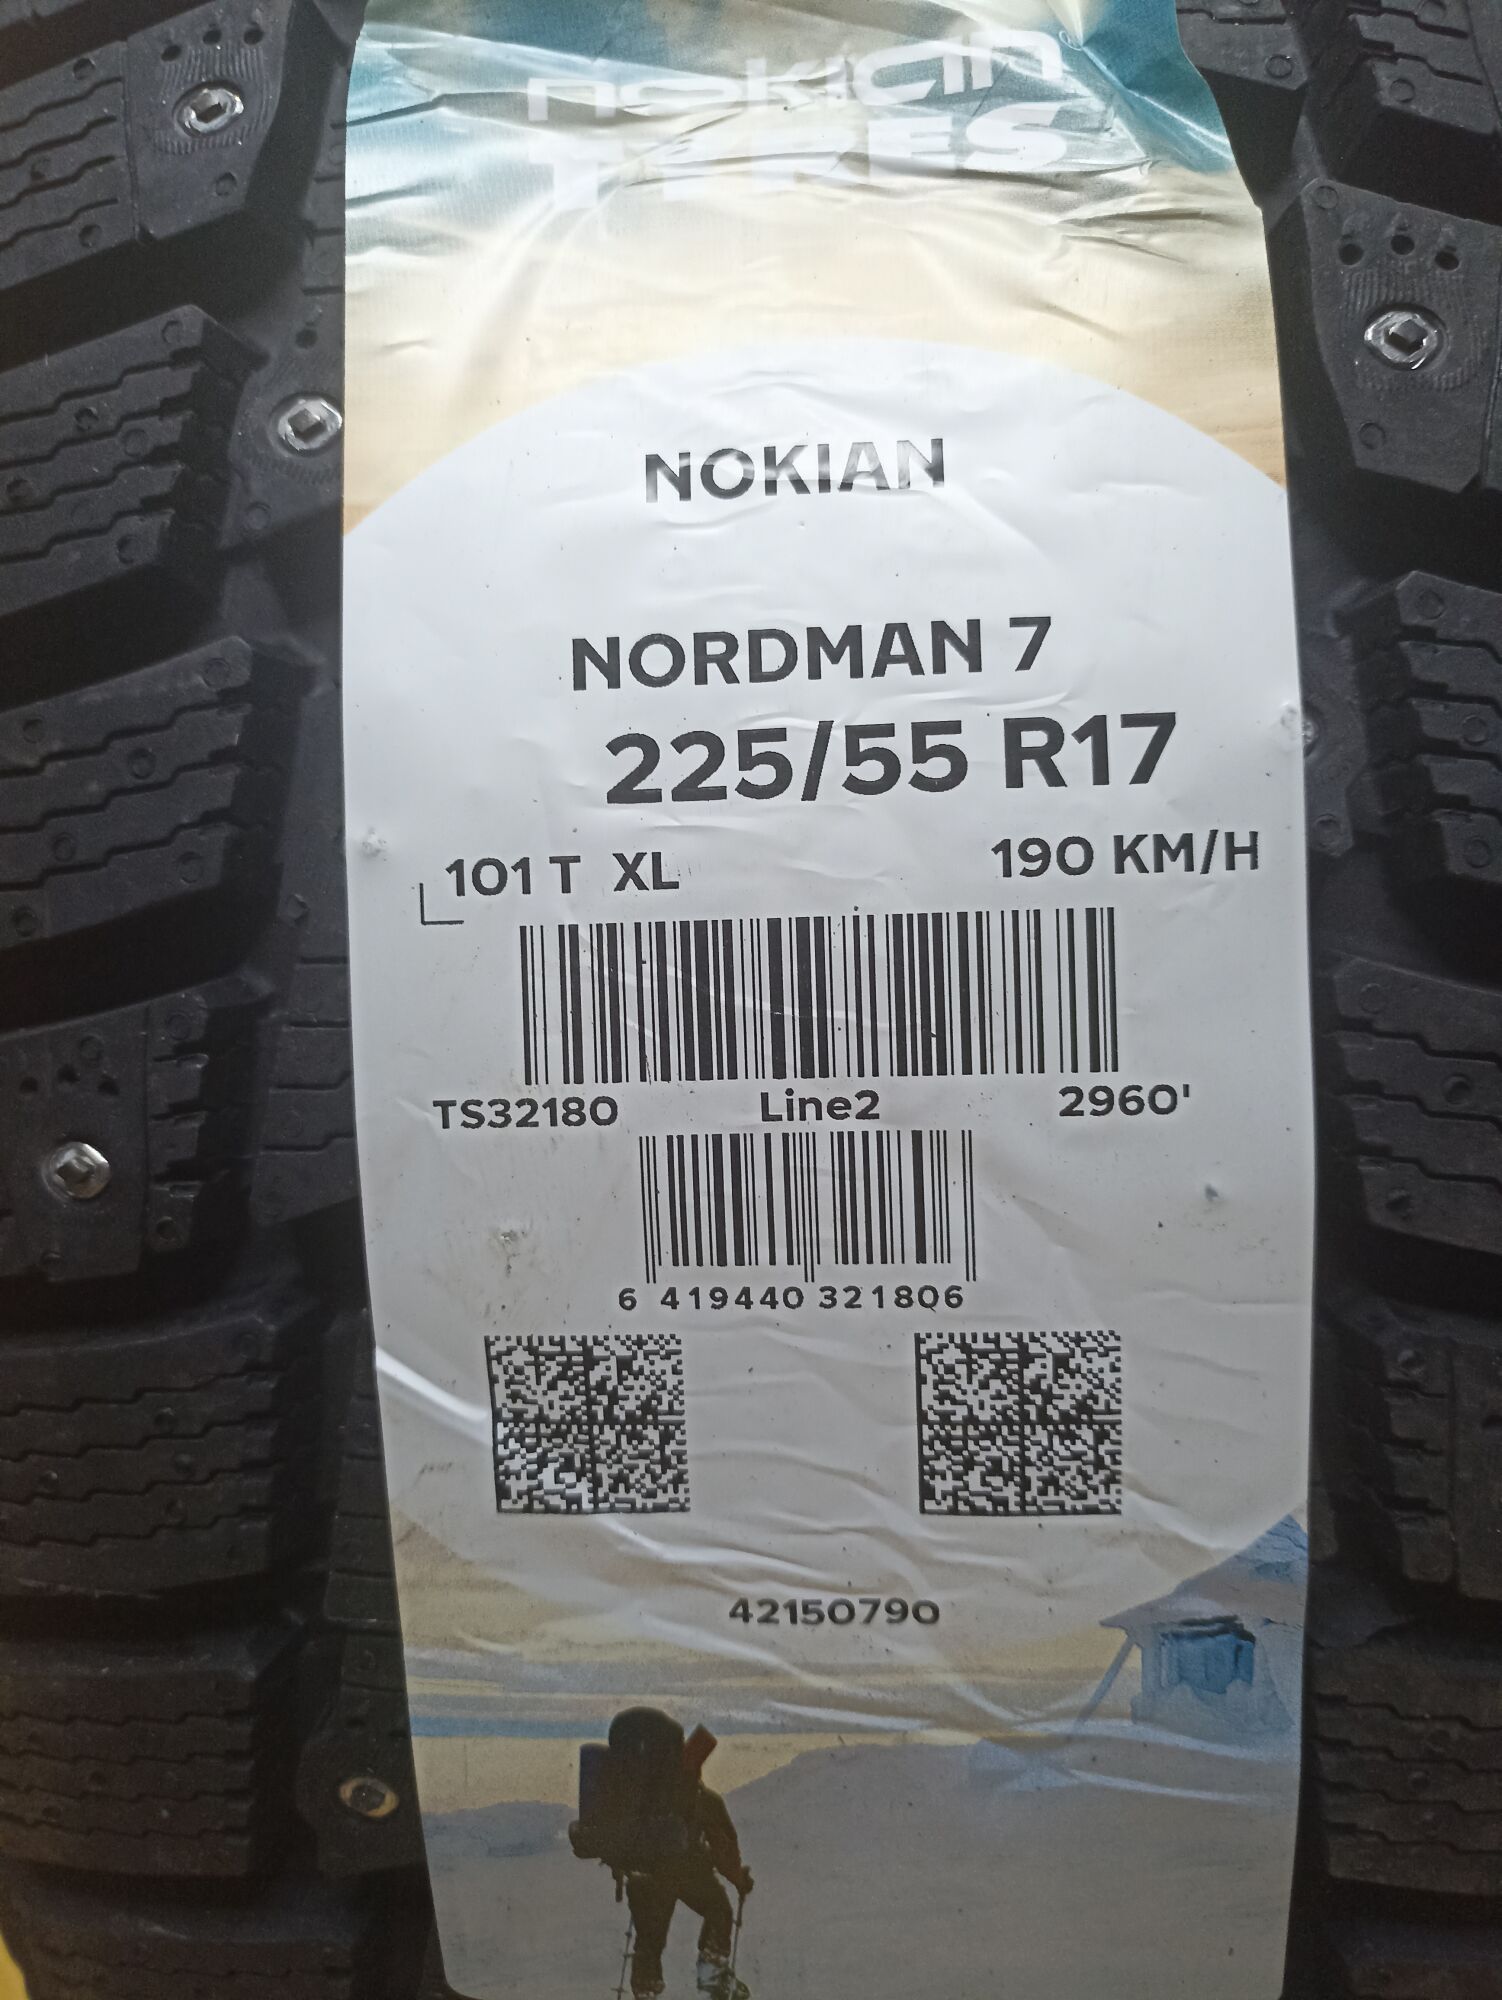 nokian
TYRES
NOKIAN
NORDMAN 7
225/55 R17
101 T XL 190 KM/H
TS32180 Line2 2960'
6 419440 321806
42150790